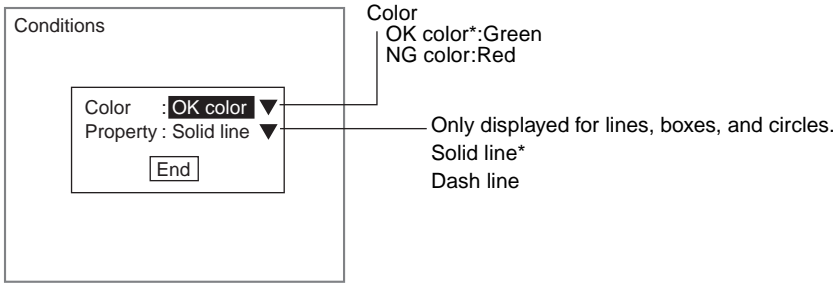 Conditions
Color : OK color ▼
Property : Solid line ▼
End
Color
OK color*:Green
NG color:Red
Only displayed for lines, boxes, and circles.
Solid line*
Dash line